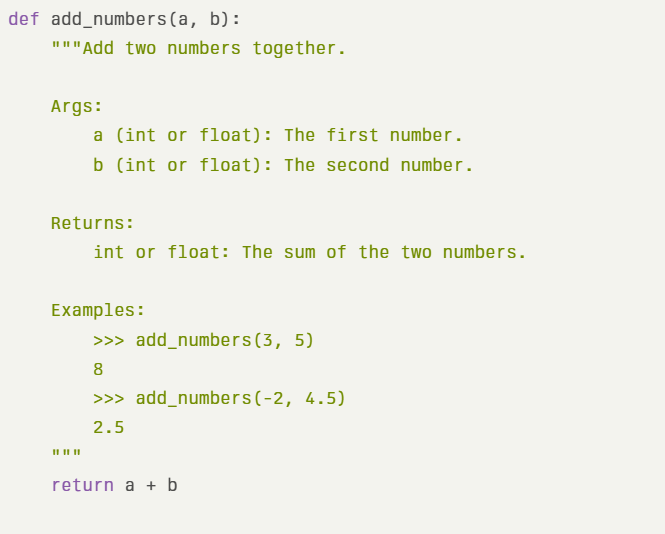 def add_numbers(a, b):
    """Add two numbers together.

    Args:
        a (int or float): The first number.
        b (int or float): The second number.

    Returns:
        int or float: The sum of the two numbers.

    Examples:
        >>> add_numbers(3, 5)
        8
        >>> add_numbers(-2, 4.5)
        2.5
    """
    return a + b